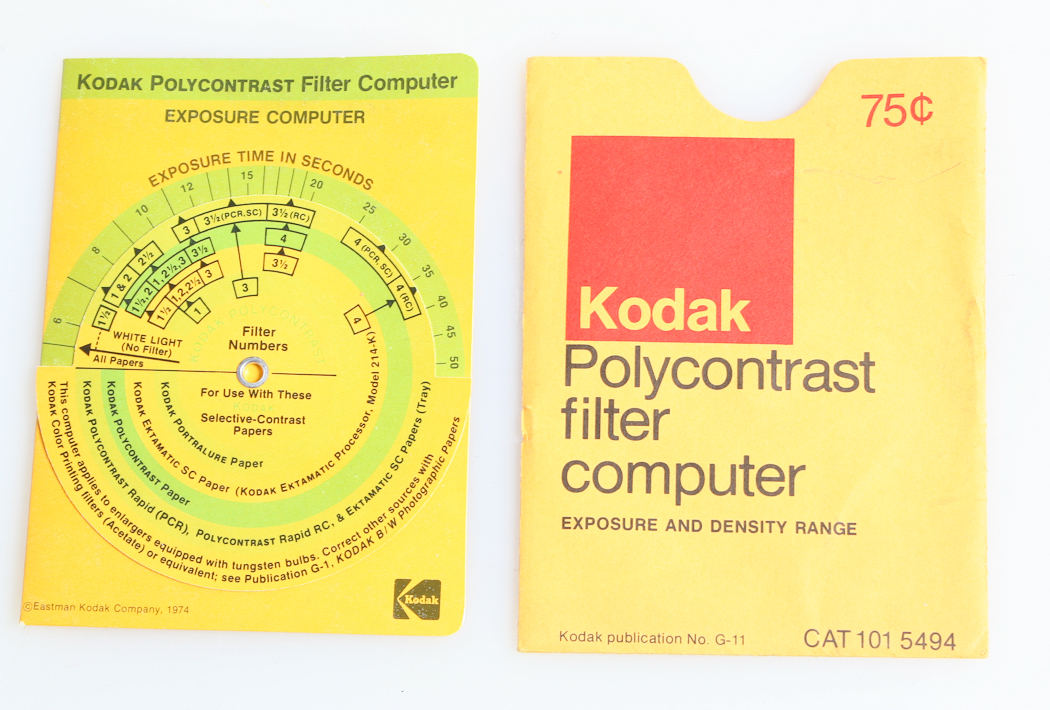 KODAK POLYCONTRAST Filter Computer
EXPOSURE COMPUTER
EXPOSURE TIME IN SECONDS
6 8 10 12 15 20 25 30 35 40 45 50
1½ 1 & 2 2½ 3 3½ (PCR, SC) 3½ (RC) 4 (PCR, SC) 4 (RC)
1½, 2 1, 2½, 3 3½ 4
1½ 1, 2, 2½ 3 3½ 4
1 3
WHITE LIGHT
(No Filter)
All Papers
KODAK POLYCONTRAST
Filter
Numbers
For Use With These
Selective-Contrast
Papers
KODAK PORTRALURE Paper
KODAK EKTAMATIC SC Paper (KODAK EKTAMATIC Processor, Model 214-K)
KODAK POLYCONTRAST Paper
KODAK POLYCONTRAST Rapid (PCR), POLYCONTRAST Rapid RC, & EKTAMATIC SC Papers (Tray)
This computer applies to enlargers equipped with tungsten bulbs. Correct other sources with
KODAK Color Printing filters (Acetate) or equivalent; see Publication G-1, KODAK B/W Photographic Papers
©Eastman Kodak Company, 1974
Kodak
75¢
Kodak
Polycontrast
filter
computer
EXPOSURE AND DENSITY RANGE
Kodak publication No. G-11
CAT 101 5494